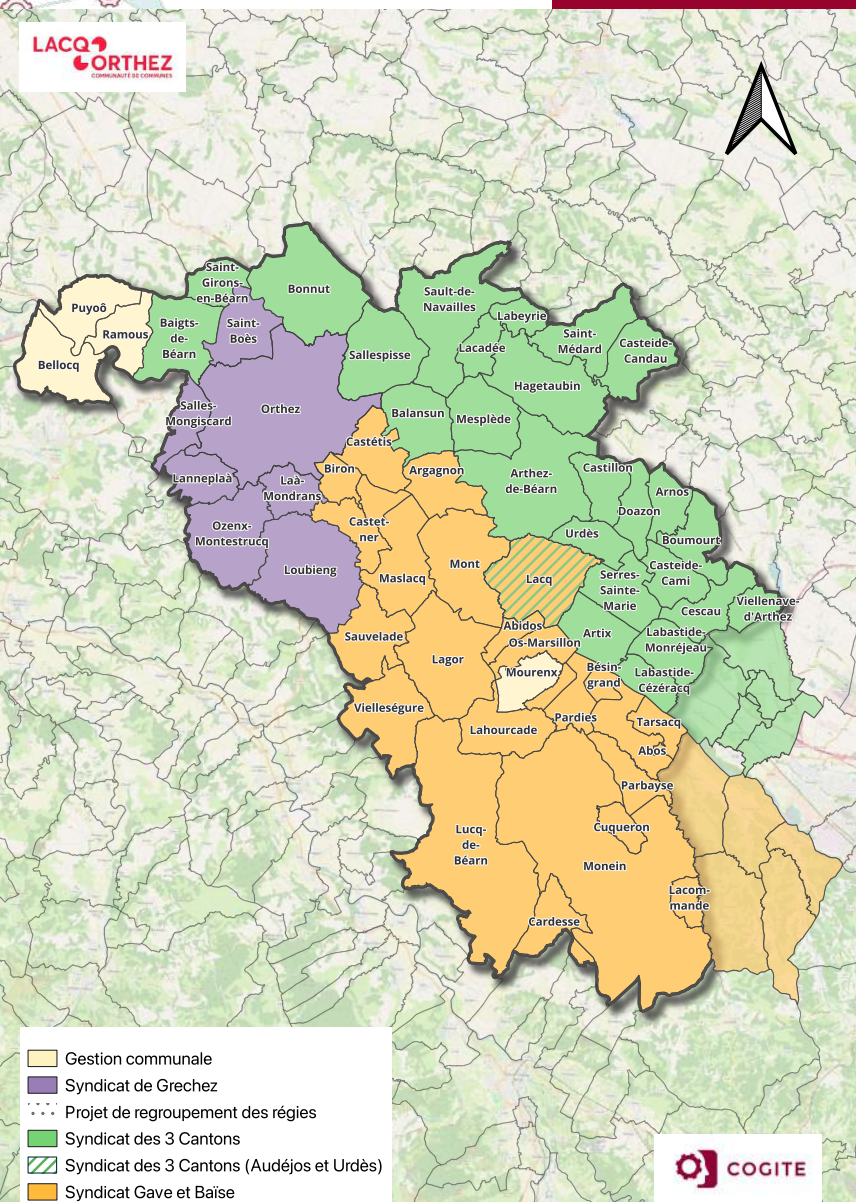 LACQ
ORTHEZ
COMMUNAUTÉ DE COMMUNES
Saint-
Girons-
en-Béarn
Bonnut
Puyoô
Ramous
Bellocq
Baigts-
de-
Béarn
Saint-
Boès
Sault-de-
Navailles
Labeyrie
Sallespisse
Lacadée
Saint-
Médard
Casteide-
Candau
Hagetaubin
Salles-
Mongiscard
Orthez
Balansun
Mesplède
Castétis
Lanneplaà
Laà-
Mondrans
Biron
Argagnon
Arthez-
de-Béarn
Castillon
Arnos
Doazon
Ozenx-
Montestrucq
Castet-
ner
Urdès
Boumourt
Loubieng
Maslacq
Mont
Lacq
Serres-
Sainte-
Marie
Casteide-
Cami
Cescau
Viellenave-
d'Arthez
Sauvelade
Abidos
Os-Marsillon
Artix
Labastide-
Monréjeau
Lagor
Mourenx
Bésin-
grand
Labastide-
Cézéracq
Vielleségure
Lahourcade
Pardies
Tarsacq
Abos
Parbayse
Lucq-
de-
Béarn
Cuqueron
Monein
Lacom-
mande
Cardesse
Gestion communale
Syndicat de Grechez
Projet de regroupement des régies
Syndicat des 3 Cantons
Syndicat des 3 Cantons (Audéjos et Urdès)
Syndicat Gave et Baïse
COGITE